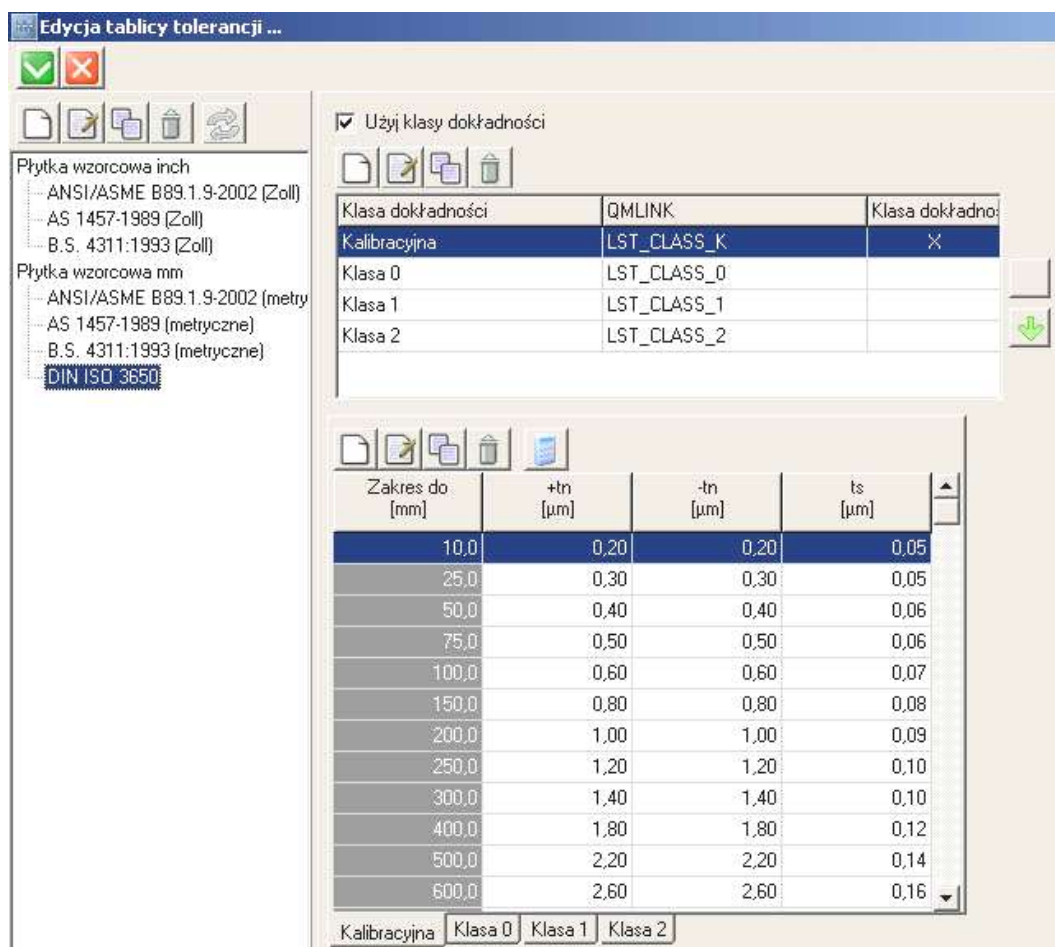 Edycja tablicy tolerancji ...
Płytka wzorcowa inch
ANSI/ASME B89.1.9-2002 (Zoll)
AS 1457-1989 (Zoll)
B.S. 4311:1993 (Zoll)
Płytka wzorcowa mm
ANSI/ASME B89.1.9-2002 (metry
AS 1457-1989 (metryczne)
B.S. 4311:1993 (metryczne)
DIN ISO 3650
Użyj klasy dokładności
Klasa dokładności QMLINK Klasa dokładno:
Kalibracyjna LST_CLASS_K X
Klasa 0 LST_CLASS_0
Klasa 1 LST_CLASS_1
Klasa 2 LST_CLASS_2
Zakres do +tn -tn ts
[mm] [µm] [µm] [µm]
10,0 0,20 0,20 0,05
25,0 0,30 0,30 0,05
50,0 0,40 0,40 0,06
75,0 0,50 0,50 0,06
100,0 0,60 0,60 0,07
150,0 0,80 0,80 0,08
200,0 1,00 1,00 0,09
250,0 1,20 1,20 0,10
300,0 1,40 1,40 0,10
400,0 1,80 1,80 0,12
500,0 2,20 2,20 0,14
600,0 2,60 2,60 0,16
Kalibracyjna Klasa 0 Klasa 1 Klasa 2